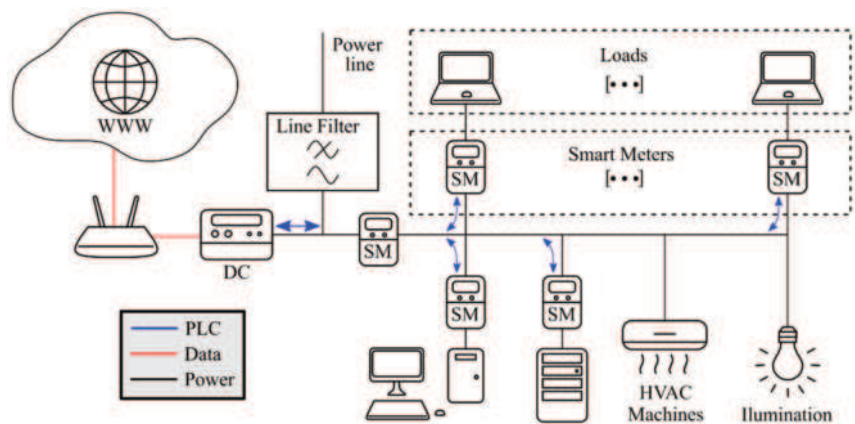 Power
line
Loads
[•••]
WWW
Line Filter
Smart Meters
[•••]
SM
SM
DC
SM
SM
SM
PLC
Data
Power
HVAC
Machines
Ilumination